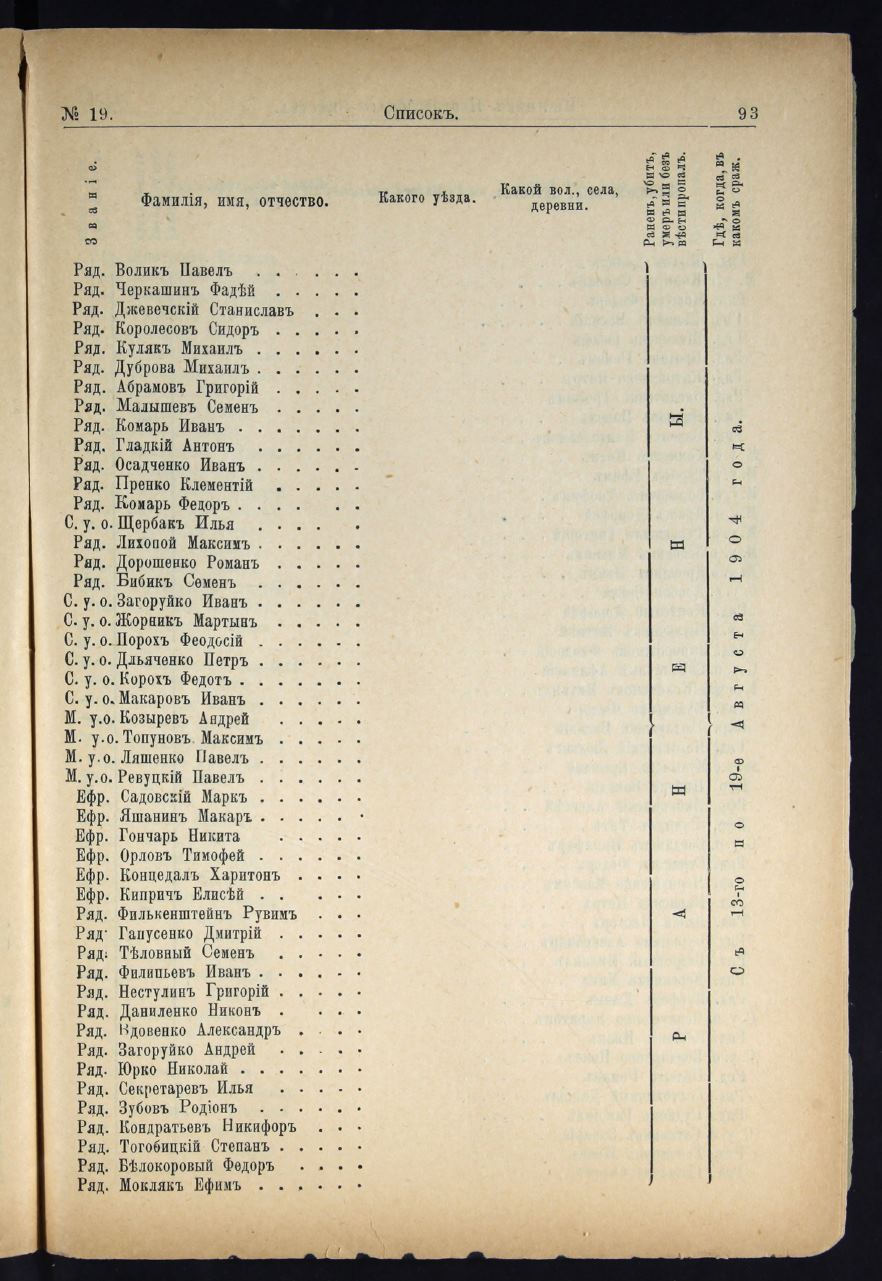 № 19.
Списокъ.
93
Званіе.
Фамилія, имя, отчество.
Какого уѣзда.
Какой вол., села,
деревни.
Раненъ, убитъ,
умеръ или безъ
вѣсти пропалъ.
Гдѣ, когда, въ
какомъ сраж.
Ряд. Воликъ Павелъ . . . . . .
Ряд. Черкашинъ Фадѣй . . . . .
Ряд. Джевечскій Станиславъ . . .
Ряд. Королесовъ Сидоръ . . . . .
Ряд. Кулякъ Михаилъ . . . . . .
Ряд. Дуброва Михаилъ . . . . . .
Ряд. Абрамовъ Григорій . . . . .
Ряд. Малышевъ Семенъ . . . . .
Ряд. Комарь Иванъ . . . . . . .
Ряд. Гладкій Антонъ . . . . . .
Ряд. Осадченко Иванъ . . . . . .
Ряд. Пренко Клементій . . . . .
Ряд. Комарь Федоръ . . . . . .
С. у. о. Щербакъ Илья . . . . .
Ряд. Лихопой Максимъ . . . . . .
Ряд. Дорошенко Романъ . . . . .
Ряд. Бибикъ Семенъ . . . . . .
С. у. о. Загоруйко Иванъ . . . . . .
С. у. о. Жорникъ Мартынъ . . . . .
С. у. о. Порохъ Феодосій . . . . . .
С. у. о. Дльяченко Петръ . . . . . .
С. у. о. Корохъ Федотъ . . . . . . .
С. у. о. Макаровъ Иванъ . . . . . .
М. у.о. Козыревъ Андрей . . . . .
М. у.о. Топуновъ Максимъ . . . . .
М. у.о. Ляшенко Павелъ . . . . . .
М. у.о. Ревуцкій Павелъ . . . . . .
Ефр. Садовскій Маркъ . . . . . .
Ефр. Яшанинъ Макаръ . . . . . .
Ефр. Гончарь Никита . . . . .
Ефр. Орловъ Тимофей . . . . . .
Ефр. Концедалъ Харитонъ . . . .
Ефр. Кипричъ Елисѣй . . . . .
Ряд. Филькенштейнъ Рувимъ . . .
Ряд. Гапусенко Дмитрій . . . . .
Ряд. Тѣловный Семенъ . . . . .
Ряд. Филипьевъ Иванъ . . . . . .
Ряд. Нестулинъ Григорій . . . . .
Ряд. Даниленко Никонъ . . . .
Ряд. Вдовенко Александръ . . . .
Ряд. Загоруйко Андрей . . . . .
Ряд. Юрко Николай . . . . . . .
Ряд. Секретаревъ Илья . . . . .
Ряд. Зубовъ Родіонъ . . . . . .
Ряд. Кондратьевъ Никифоръ . . .
Ряд. Тогобицкій Степанъ . . . . .
Ряд. Бѣлокоровый Федоръ . . . .
Ряд. Моклякъ Ефимъ . . . . . .
РАНЕНЫ.
Съ 13-го по 19-е Августа 1904 года.